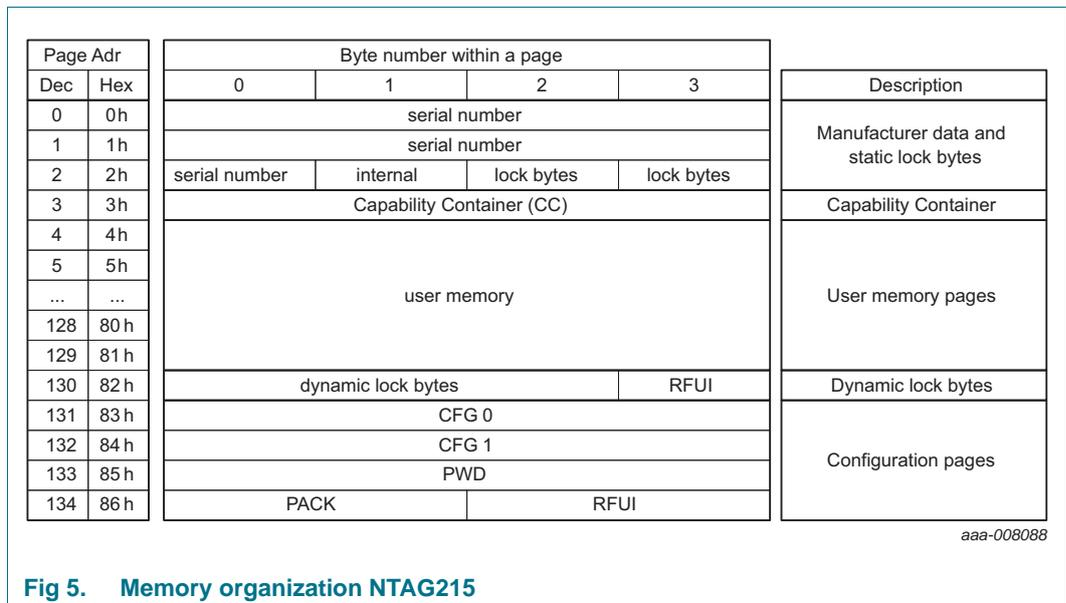 Page Adr Byte number within a page
Dec Hex 0 1 2 3 Description
0 0h serial number
1 1h serial number
Manufacturer data and
static lock bytes
2 2h serial number internal lock bytes lock bytes
3 3h Capability Container (CC) Capability Container
4 4h
5 5h
... ... user memory User memory pages
128 80h
129 81h
130 82h dynamic lock bytes RFUI Dynamic lock bytes
131 83h CFG 0
132 84h CFG 1
Configuration pages
133 85h PWD
134 86h PACK RFUI
aaa-008088
Fig 5. Memory organization NTAG215